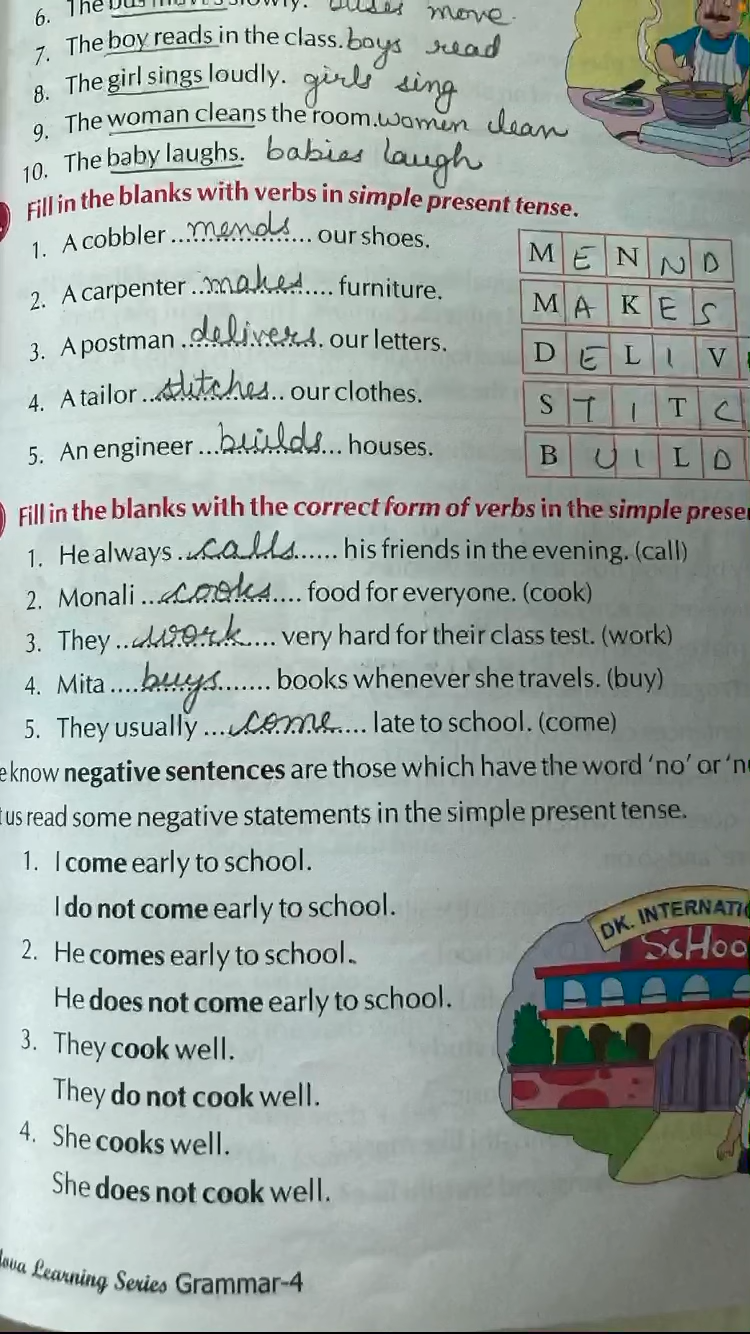 6. The bus moves slowly. buses move.
7. The boy reads in the class. boys read
8. The girl sings loudly. girls sing
9. The woman cleans the room. women clean
10. The baby laughs. babies laugh
Fill in the blanks with verbs in simple present tense.
1. A cobbler ...mends... our shoes. M E N N D
2. A carpenter ...makes... furniture. M A K E S
3. A postman ...delivers... our letters. D E L I V
4. A tailor ...stitches... our clothes. S T I T C
5. An engineer ...builds... houses. B U I L D
Fill in the blanks with the correct form of verbs in the simple prese
1. He always ...calls...... his friends in the evening. (call)
2. Monali ...cooks.... food for everyone. (cook)
3. They ...work.... very hard for their class test. (work)
4. Mita ....buys....... books whenever she travels. (buy)
5. They usually ...come.... late to school. (come)
e know negative sentences are those which have the word 'no' or 'n
us read some negative statements in the simple present tense.
1. I come early to school.
I do not come early to school.
2. He comes early to school.
He does not come early to school.
3. They cook well.
They do not cook well.
4. She cooks well.
She does not cook well.
DK. INTERNATI
SCHOO
Learning Series Grammar-4